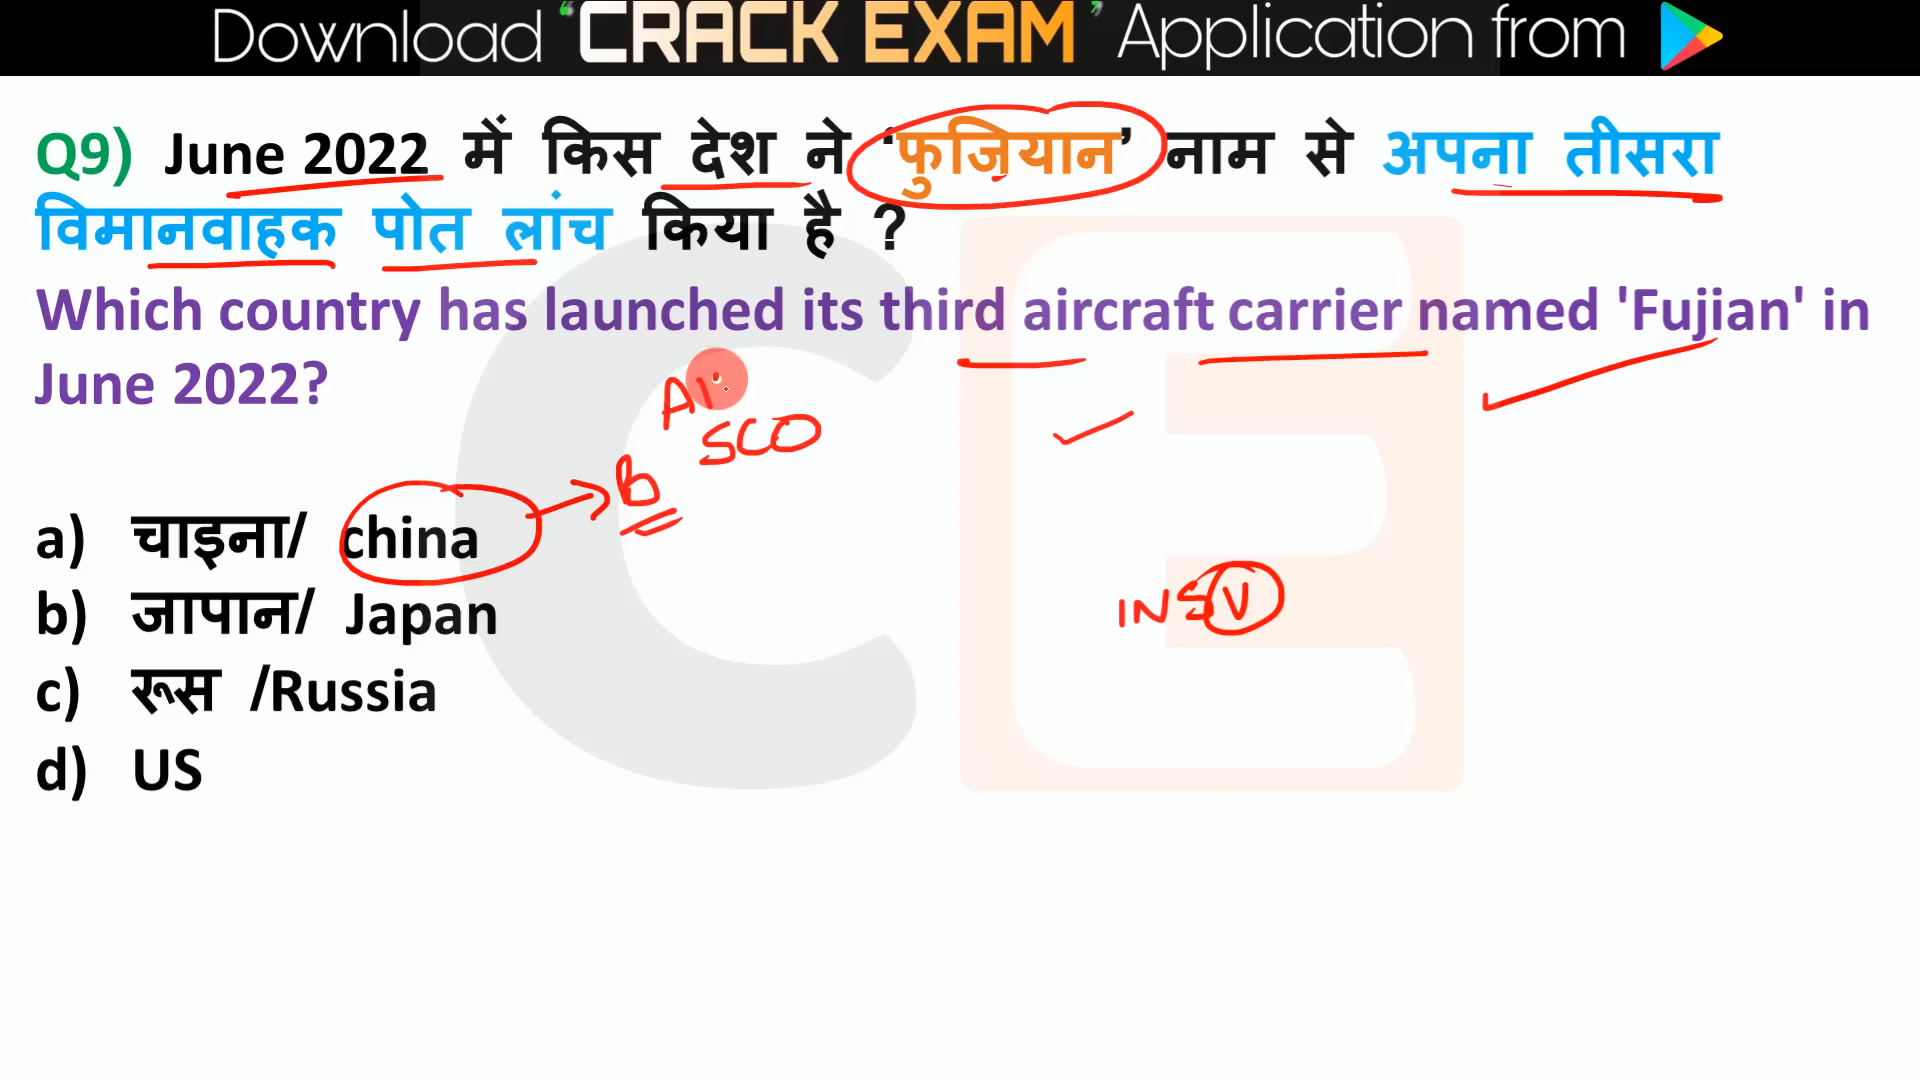 Download ‘CRACK EXAM’ Application from
Q9) June 2022 में किस देश ने ‘फुजियान’ नाम से अपना तीसरा
विमानवाहक पोत लांच किया है ?
Which country has launched its third aircraft carrier named 'Fujian' in
June 2022?
SCO
B
a) चाइना/ china
b) जापान/ Japan
INSV
c) रूस /Russia
d) US